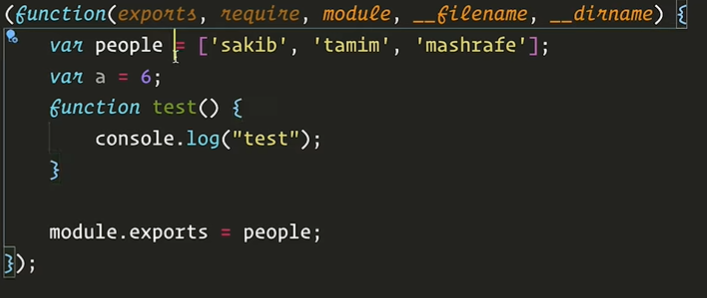 (function(exports, require, module, __filename, __dirname) {
    var people = ['sakib', 'tamim', 'mashrafe'];
    var a = 6;
    function test() {
        console.log("test");
    }
    module.exports = people;
});